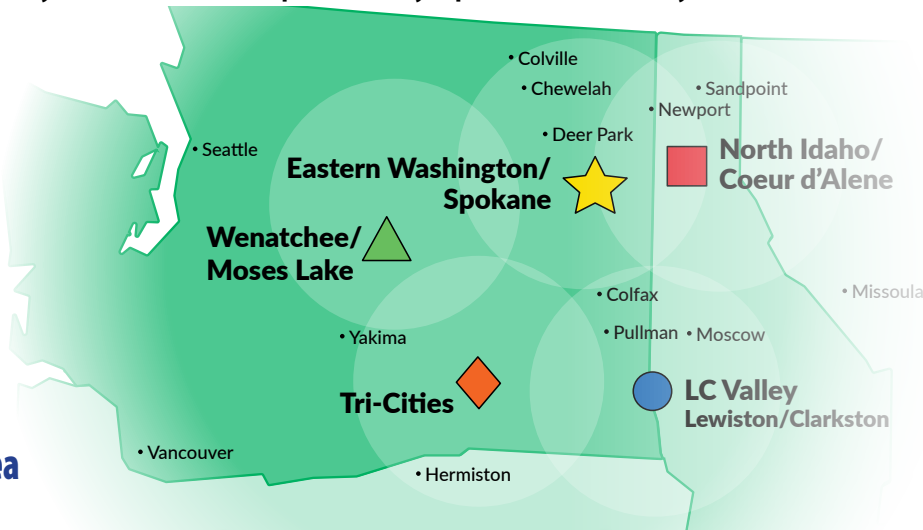 • Colville
• Chewelah
• Sandpoint
• Newport
• Deer Park
• Seattle
North Idaho/
Coeur d'Alene
Eastern Washington/
Spokane
Wenatchee/
Moses Lake
• Colfax
• Missoula
• Pullman
• Moscow
• Yakima
Tri-Cities
LC Valley
Lewiston/Clarkston
• Vancouver
• Hermiston